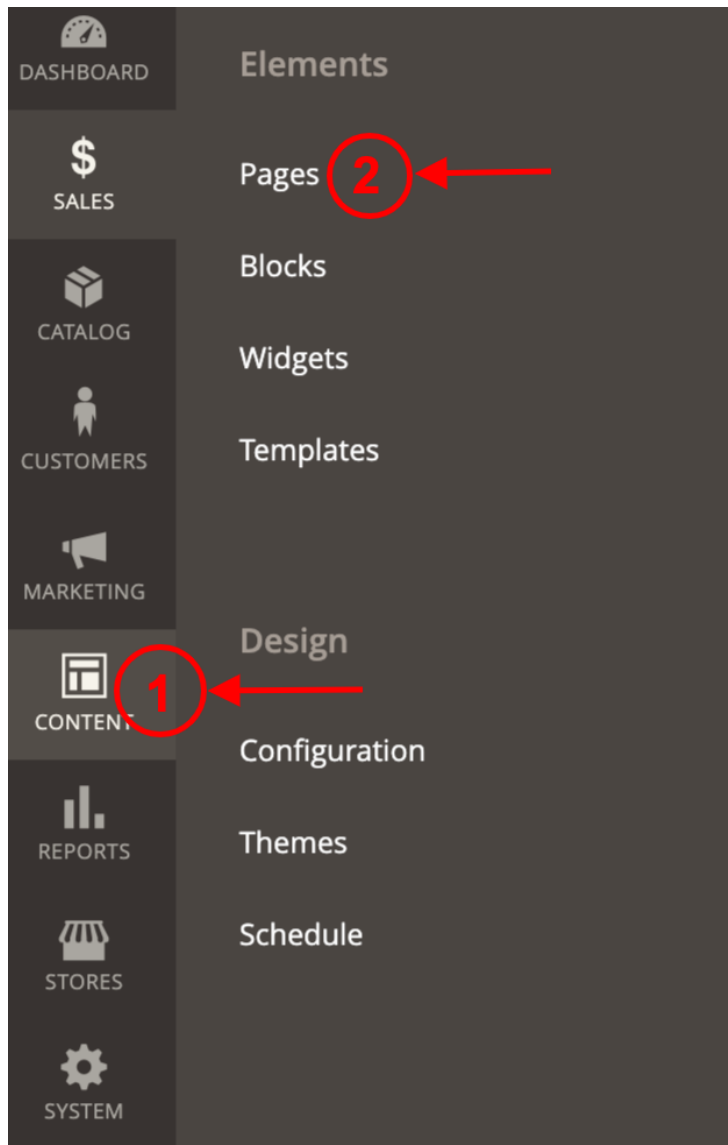 DASHBOARD
SALES
CATALOG
CUSTOMERS
MARKETING
CONTENT
1
REPORTS
STORES
SYSTEM
Elements
Pages 2
Blocks
Widgets
Templates
Design
Configuration
Themes
Schedule